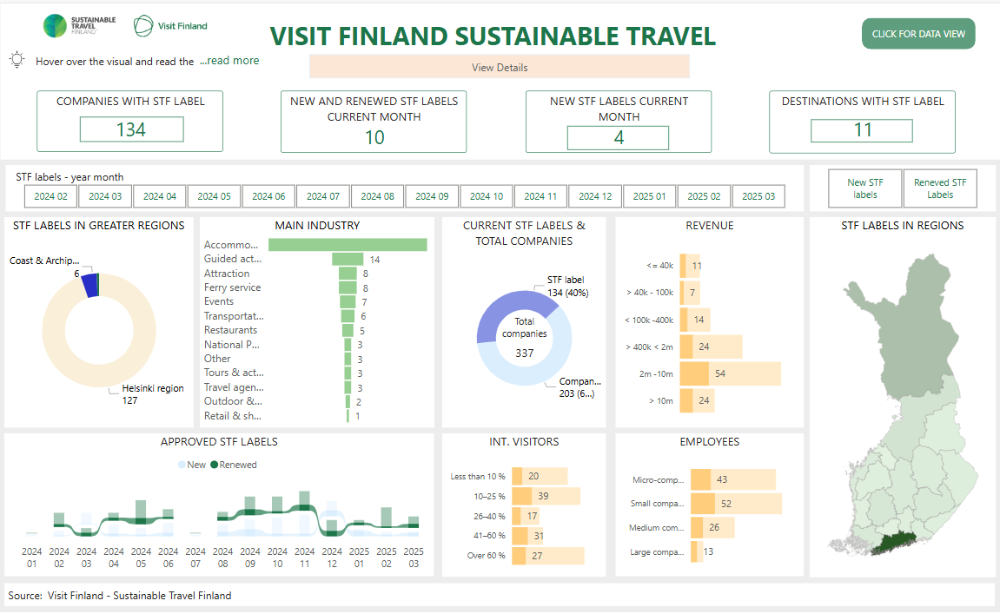 SUSTAINABLE
TRAVEL
FINLAND
Visit Finland
VISIT FINLAND SUSTAINABLE TRAVEL
CLICK FOR DATA VIEW
Hover over the visual and read the ...read more
View Details
COMPANIES WITH STF LABEL
134
NEW AND RENEWED STF LABELS
CURRENT MONTH
10
NEW STF LABELS CURRENT
MONTH
4
DESTINATIONS WITH STF LABEL
11
STF labels - year month
2024 02 2024 03 2024 04 2024 05 2024 06 2024 07 2024 08 2024 09 2024 10 2024 11 2024 12 2025 01 2025 02 2025 03
New STF
labels
Reneved STF
Labels
STF LABELS IN GREATER REGIONS
Coast & Archip...
6
Helsinki region
127
MAIN INDUSTRY
Accommo...
Guided act... 14
Attraction 8
Ferry service 8
Events 7
Transportat... 6
Restaurants 5
National P... 3
Other 3
Tours & act... 3
Travel agen... 3
Outdoor &... 2
Retail & sh... 1
CURRENT STF LABELS &
TOTAL COMPANIES
STF label
134 (40%)
Total
companies
337
Compan...
203 (6...)
REVENUE
<= 40k 11
> 40k - 100k 7
< 100k -400k 14
> 400k < 2m 24
2m -10m 54
> 10m 24
STF LABELS IN REGIONS
APPROVED STF LABELS
New Renewed
2024 2024 2024 2024 2024 2024 2024 2024 2024 2024 2024 2024 2025 2025 2025
01 02 03 04 05 06 07 08 09 10 11 12 01 02 03
INT. VISITORS
Less than 10 % 20
10–25 % 39
26–40 % 17
41–60 % 31
Over 60 % 27
EMPLOYEES
Micro-comp... 43
Small compa... 52
Medium com... 26
Large compa... 13
Source: Visit Finland - Sustainable Travel Finland